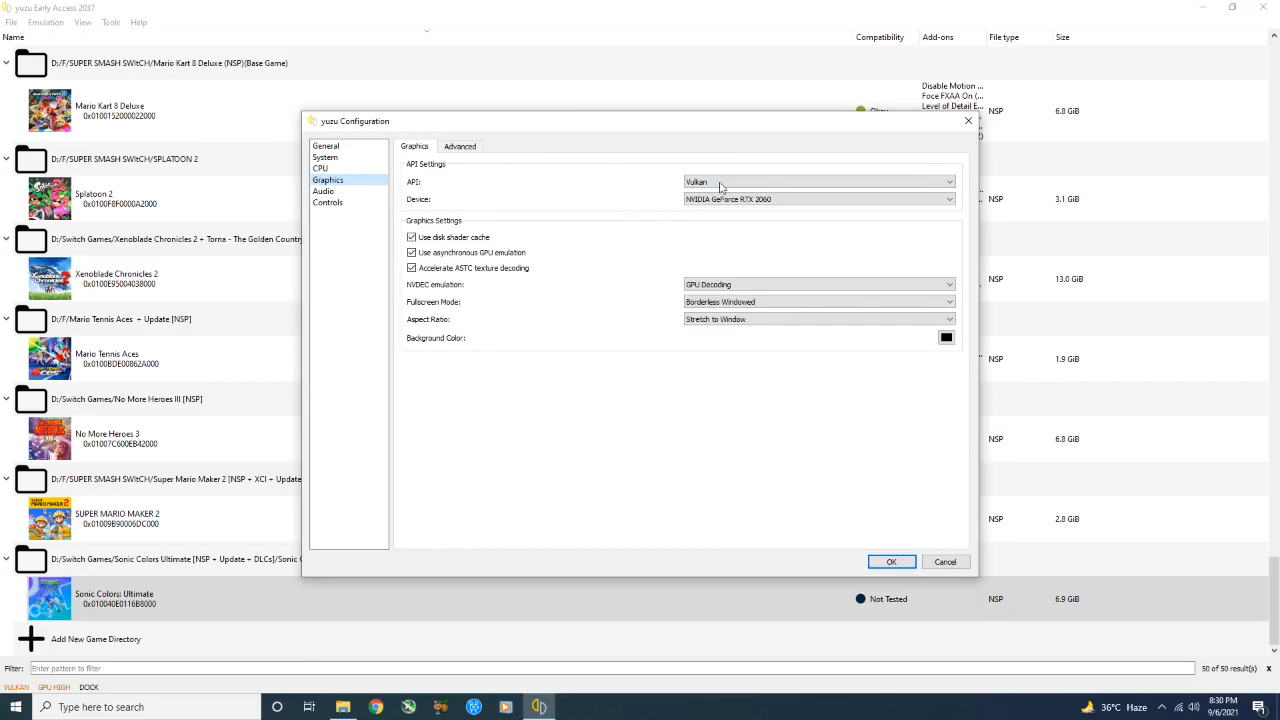 yuzu Early Access 2037
File Emulation View Tools Help
Name Compatibility Add-ons File type Size
D:/F/SUPER SMASH SWItCH/Mario Kart 8 Deluxe (NSP)(Base Game)
Mario Kart 8 Deluxe
0x0100152000022000
Disable Motion ...
Foce FXAA On (...
Level of Detail E...
NSP 6.8 GiB
D:/F/SUPER SMASH SWItCH/SPLATOON 2
Splatoon 2
0x0100F8F0000A2000
NSP 3.1 GiB
D:/Switch Games/Xenoblade Chronicles 2 + Torna - The Golden Country
Xenoblade Chronicles 2
0x0100E95004038000
NSP 13.0 GiB
D:/F/Mario Tennis Aces + Update [NSP]
Mario Tennis Aces
0x0100BDE00862A000
NSP 1.9 GiB
D:/Switch Games/No More Heroes III [NSP]
No More Heroes 3
0x01007C600EB42000
NSP 6.8 GiB
D:/F/SUPER SMASH SWItCH/Super Mario Maker 2 [NSP + XCI + Update
SUPER MARIO MAKER 2
0x01009B90006DC000
NSP 2.8 GiB
D:/Switch Games/Sonic Colors Ultimate [NSP + Update + DLCs]/Sonic C
Sonic Colors: Ultimate
0x010040E0116B8000
Not Tested NSP 6.9 GiB
Add New Game Directory
yuzu Configuration
General
System
CPU
Graphics
Audio
Controls
Graphics Advanced
API Settings
API: Vulkan
Device: NVIDIA GeForce RTX 2060
Graphics Settings
Use disk shader cache
Use asynchronous GPU emulation
Accelerate ASTC texture decoding
NVDEC emulation: GPU Decoding
Fullscreen Mode: Borderless Windowed
Aspect Ratio: Stretch to Window
Background Color:
OK Cancel
Filter: Enter pattern to filter 50 of 50 result(s) x
VULKAN GPU HIGH DOCK
Type here to search
36°C Haze
8:30 PM
9/6/2021